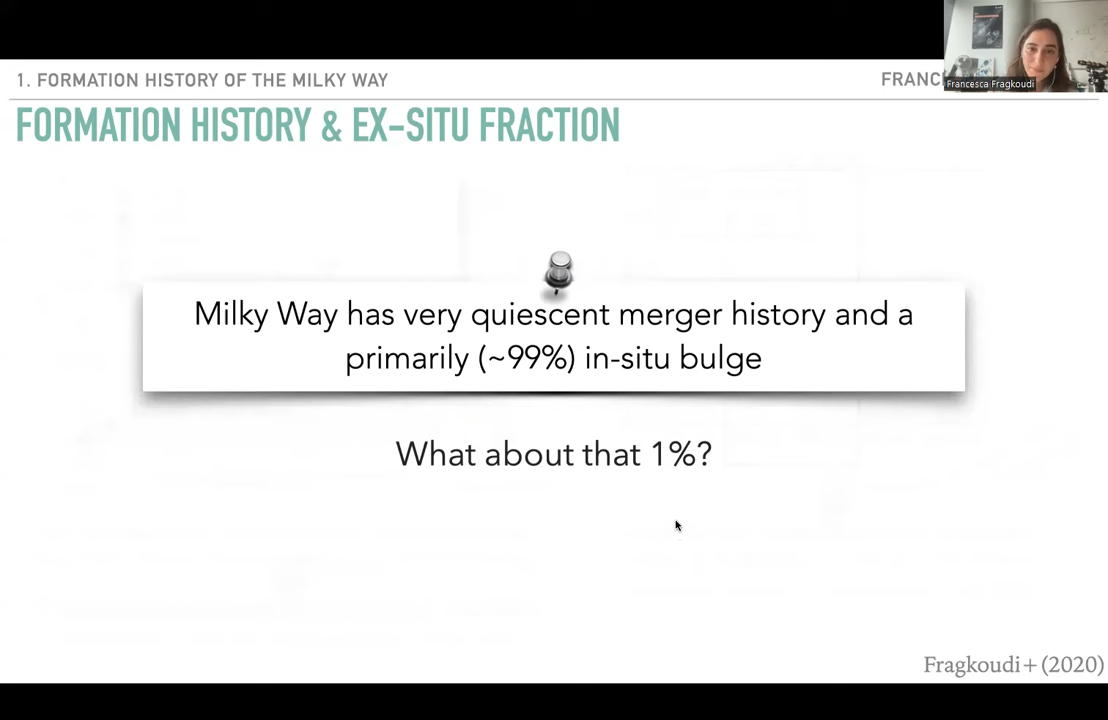 1. FORMATION HISTORY OF THE MILKY WAY
FRANC
Francesca Fragkoudi
FORMATION HISTORY & EX-SITU FRACTION
Milky Way has very quiescent merger history and a
primarily (~99%) in-situ bulge
What about that 1%?
Fragkoudi+(2020)